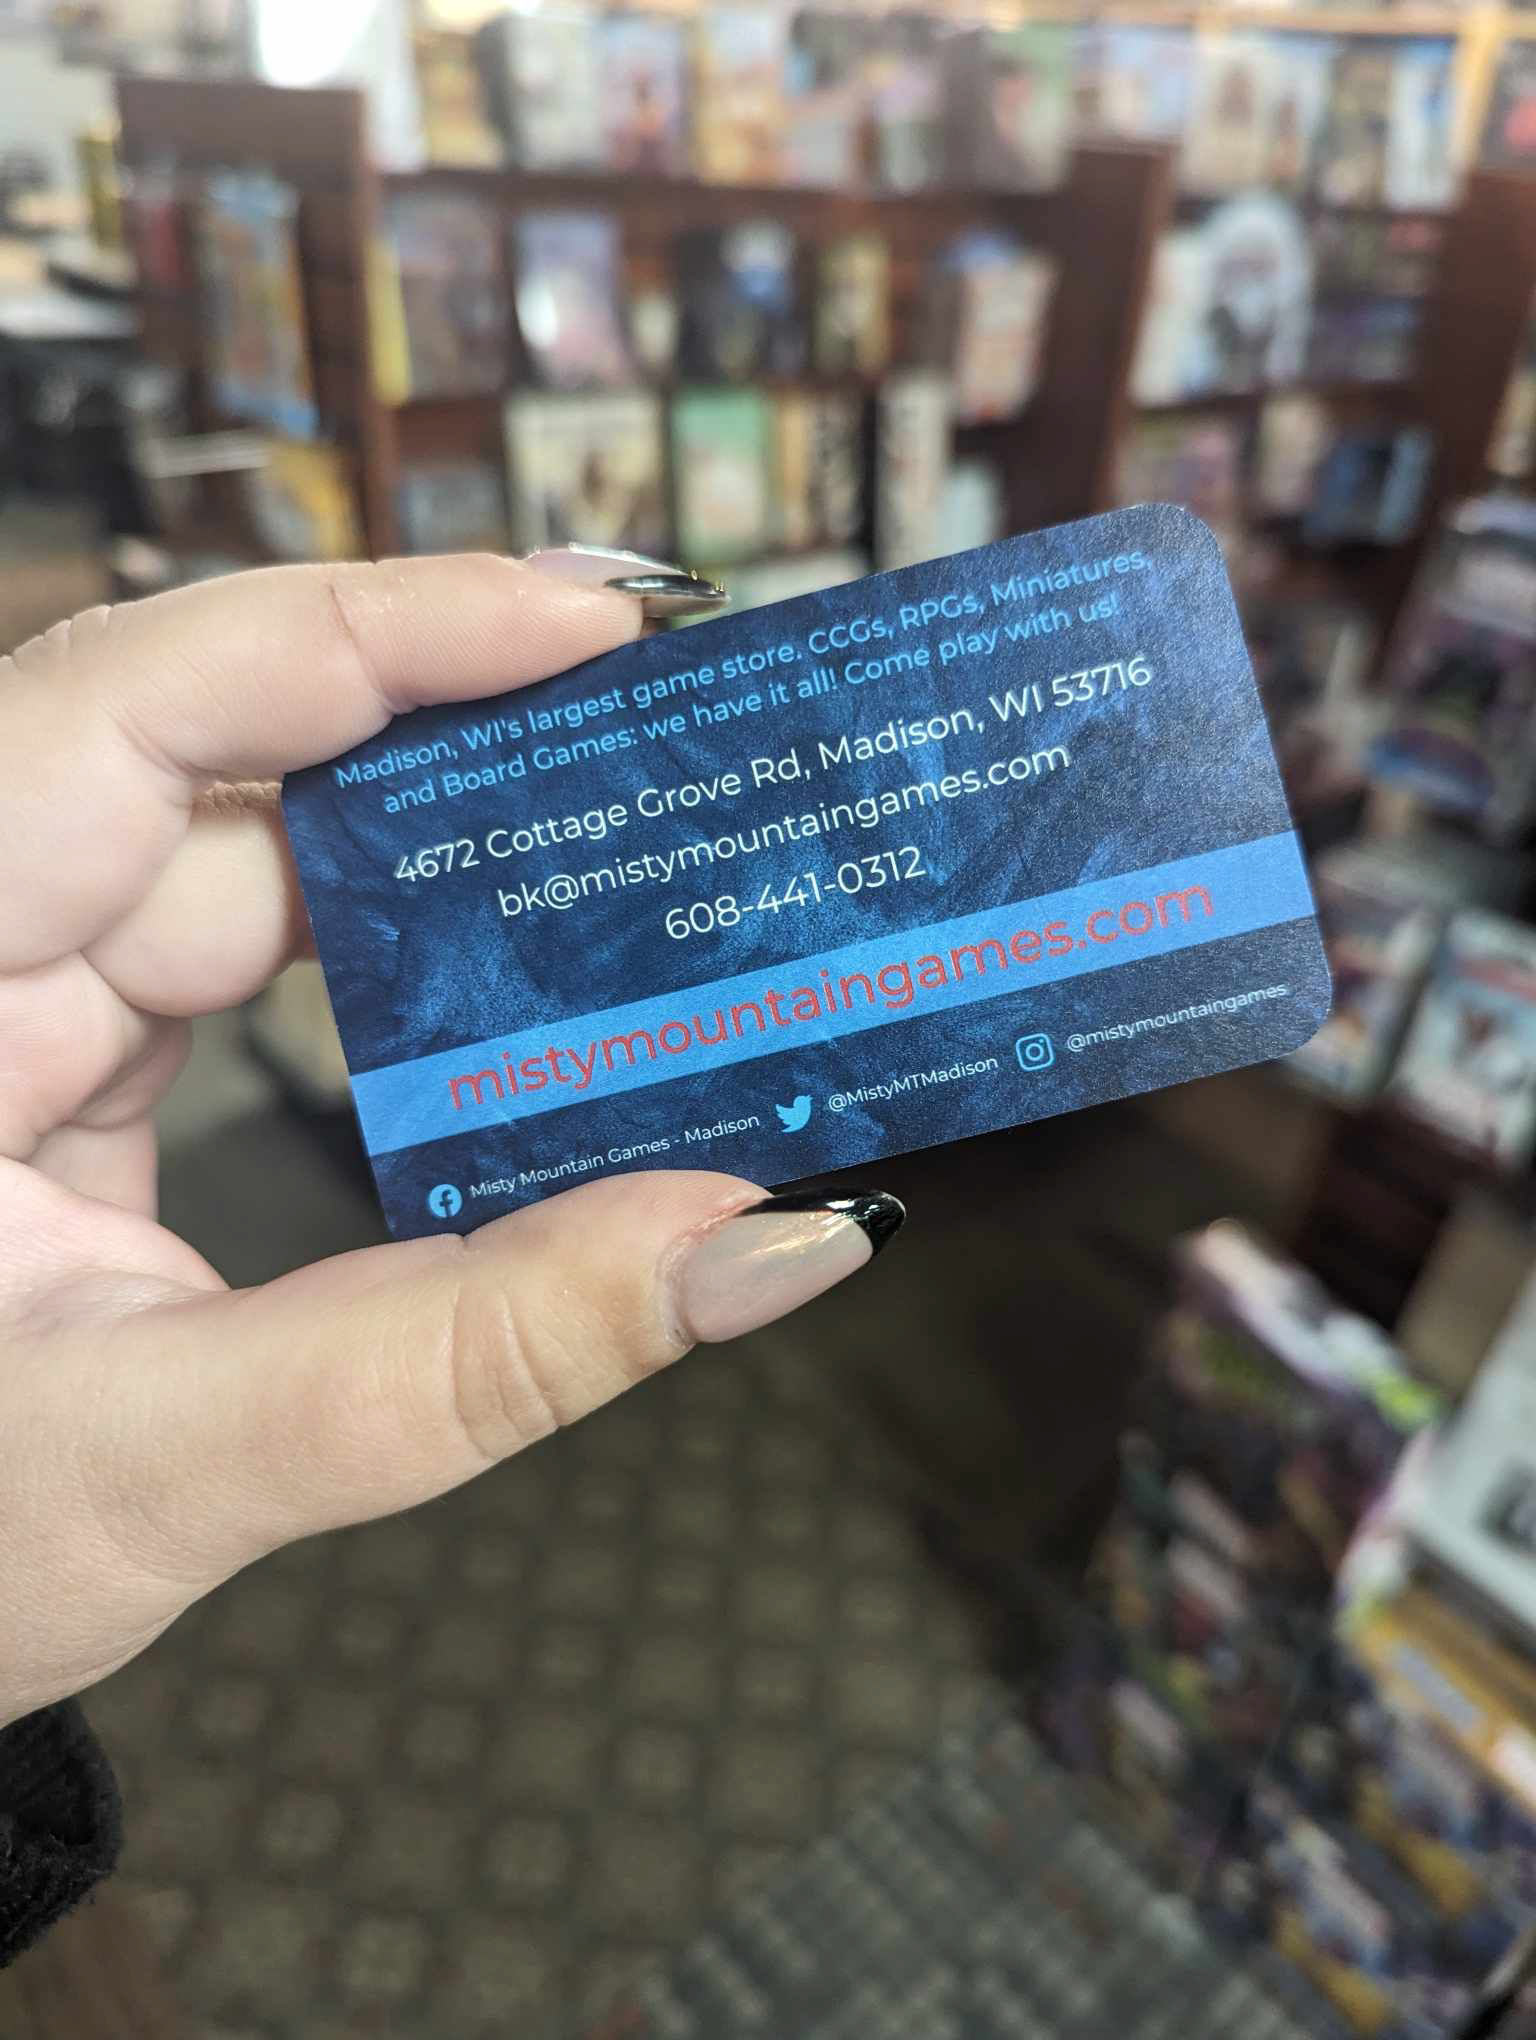 Madison, WI's largest game store. CCGs, RPGs, Miniatures,
and Board Games: we have it all! Come play with us!
4672 Cottage Grove Rd, Madison, WI 53716
bk@mistymountaingames.com
608-441-0312
mistymountaingames.com
Misty Mountain Games - Madison @MistyMTMadison @mistymountaingames